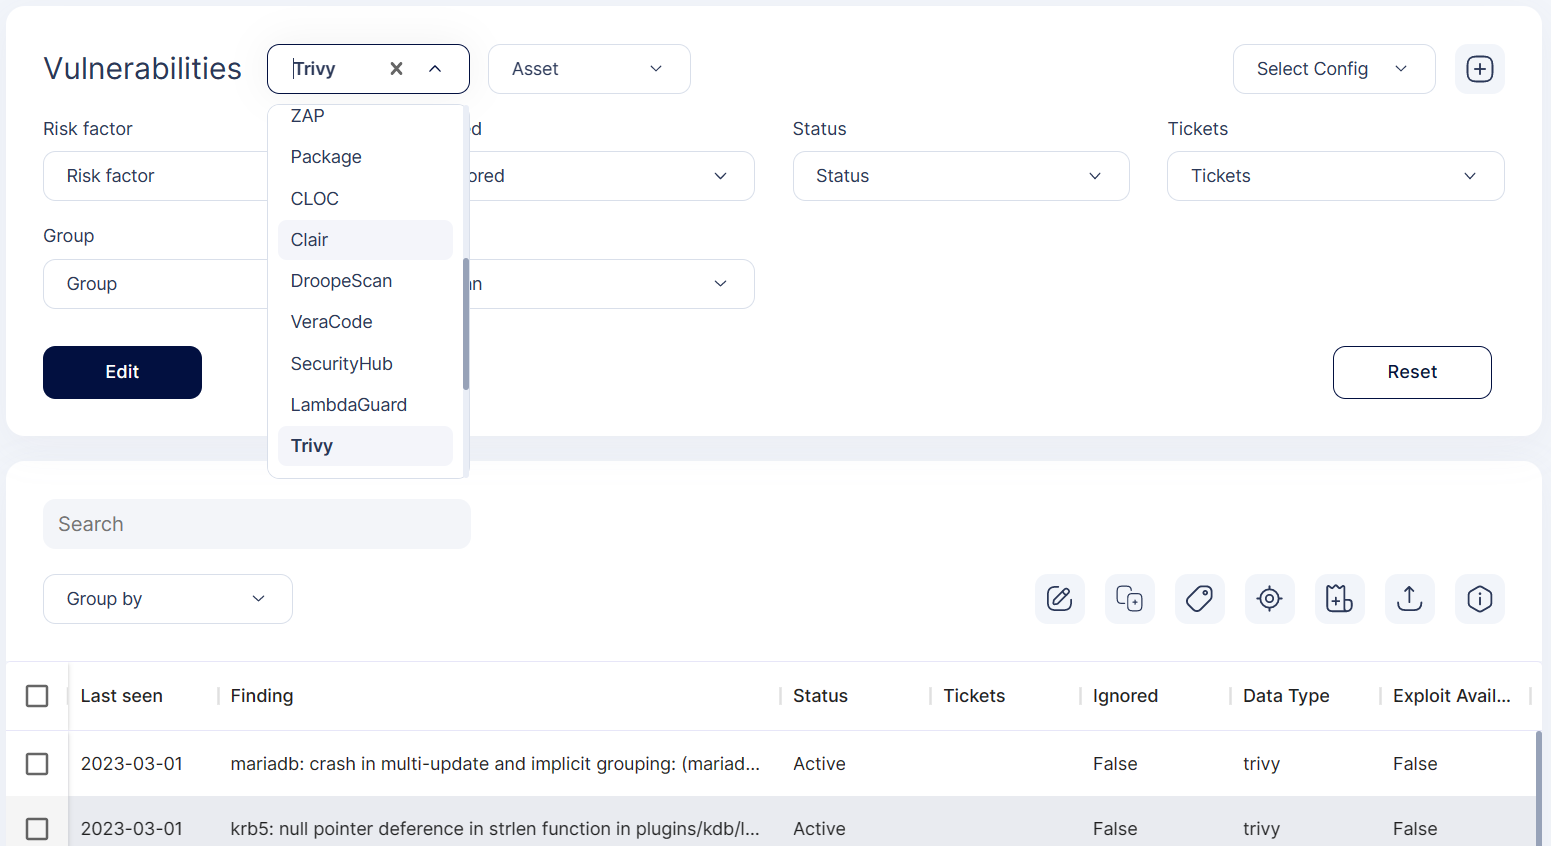 Vulnerabilities
Trivy
Asset
Select Config
ZAP
Package
CLOC
Clair
DroopeScan
VeraCode
SecurityHub
LambdaGuard
Trivy
Risk factor
Risk factor
Status
Status
Tickets
Tickets
Group
Group
Edit
Reset
Search
Group by
Last seen Finding Status Tickets Ignored Data Type Exploit Avail...
2023-03-01 mariadb: crash in multi-update and implicit grouping: (mariad... Active False trivy False
2023-03-01 krb5: null pointer deference in strlen function in plugins/kdb/l... Active False trivy False